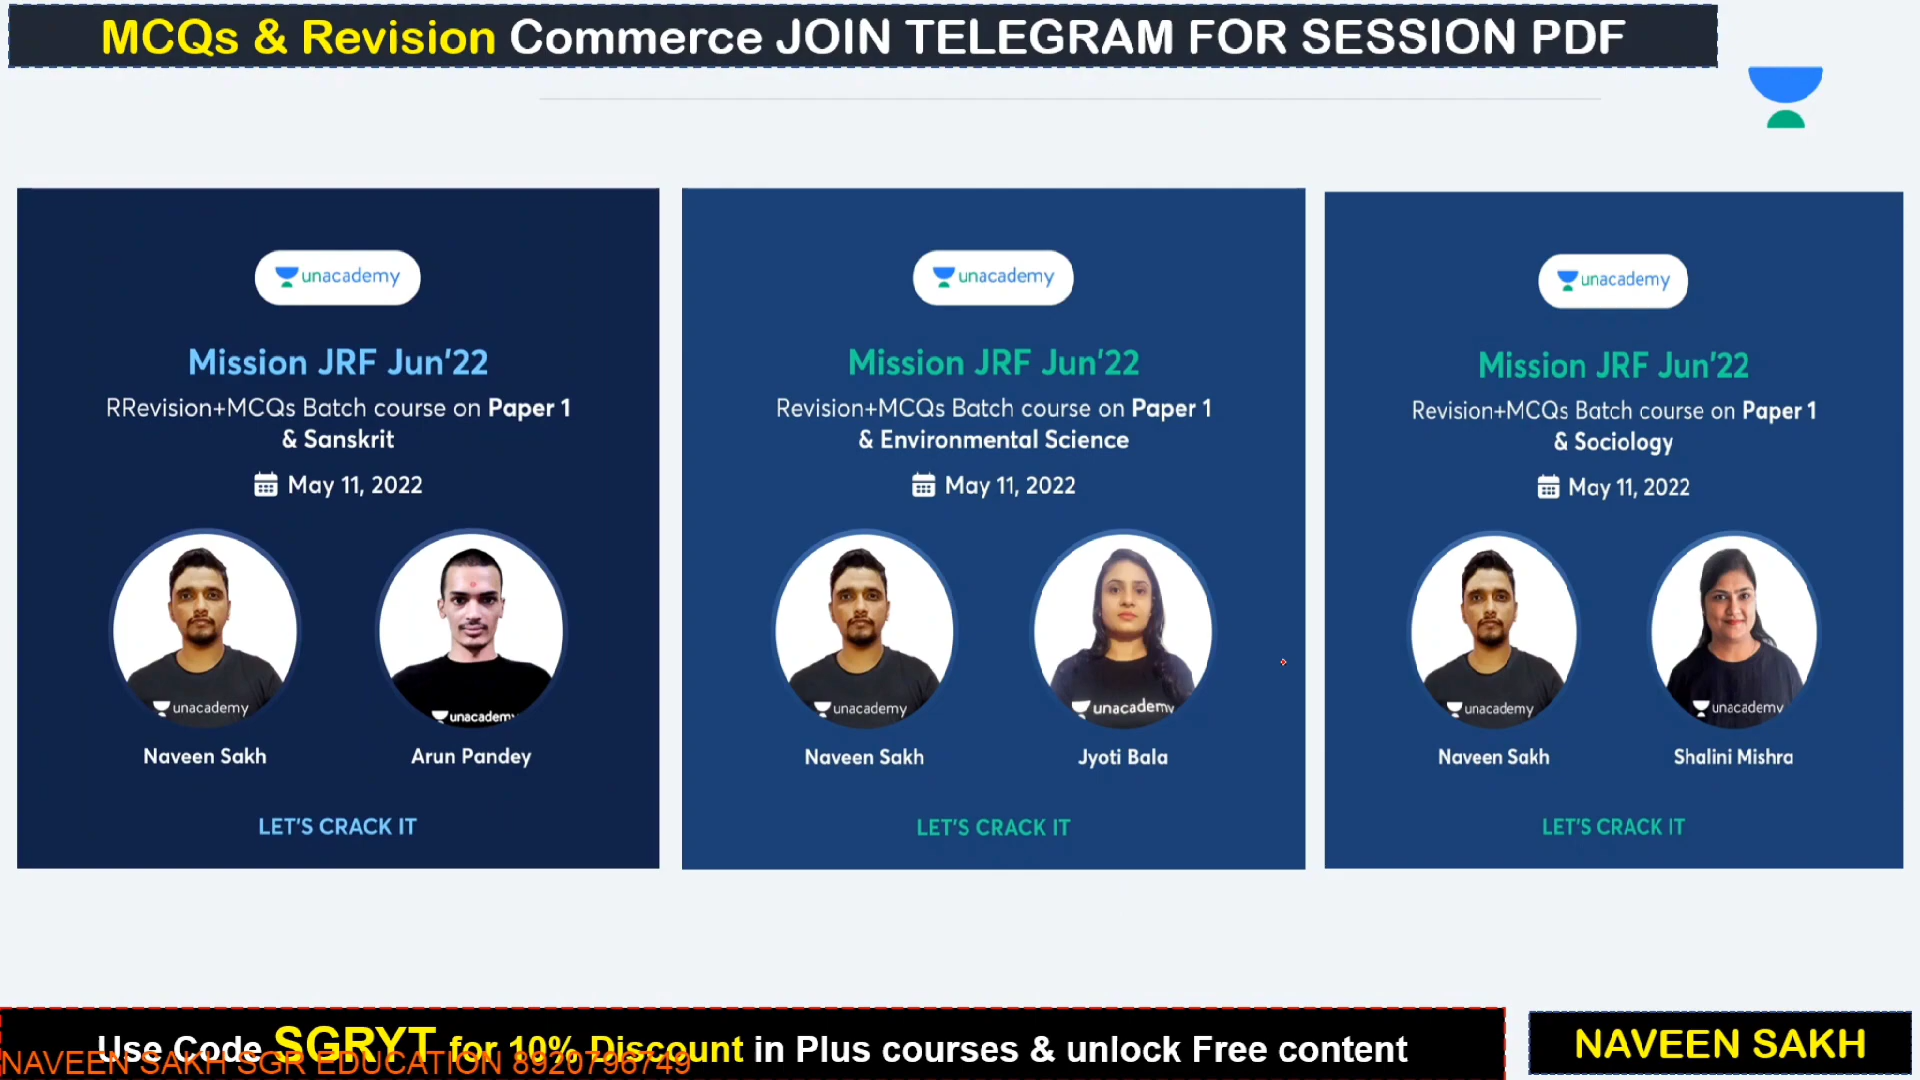 MCQs & Revision Commerce JOIN TELEGRAM FOR SESSION PDF
unacademy
Mission JRF Jun'22
RRevision+MCQs Batch course on Paper 1
& Sanskrit
May 11, 2022
unacademy
unacademy
Naveen Sakh
Arun Pandey
LET'S CRACK IT
unacademy
Mission JRF Jun'22
Revision+MCQs Batch course on Paper 1
& Environmental Science
May 11, 2022
unacademy
unacademy
Naveen Sakh
Jyoti Bala
LET'S CRACK IT
unacademy
Mission JRF Jun'22
Revision+MCQs Batch course on Paper 1
& Sociology
May 11, 2022
unacademy
unacademy
Naveen Sakh
Shalini Mishra
LET'S CRACK IT
Use Code SGRYT for 10% Discount in Plus courses & unlock Free content
NAVEEN SAKH SGR EDUCATION 8920798749
NAVEEN SAKH